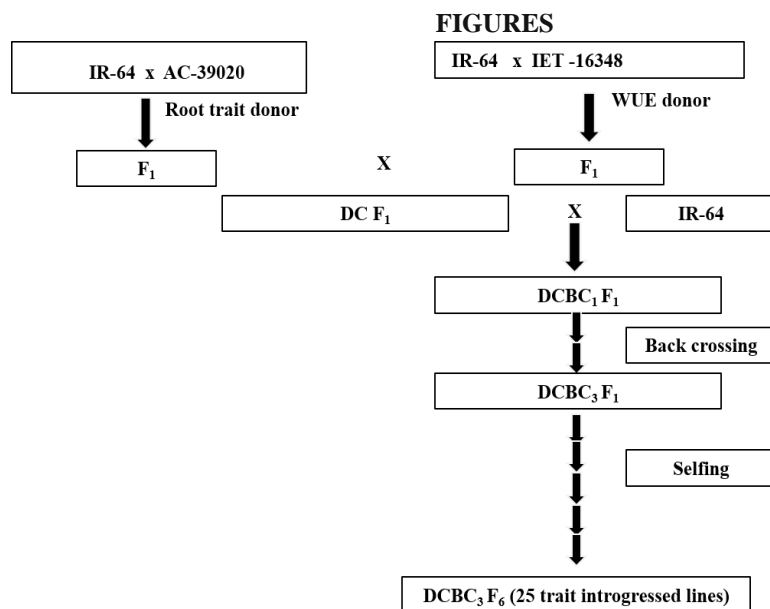 FIGURES
IR-64 x AC-39020
IR-64 x IET -16348
Root trait donor
WUE donor
F₁
X
F₁
DC F₁
X
IR-64
DCBC₁ F₁
Back crossing
DCBC₃ F₁
Selfing
DCBC₃ F₆ (25 trait introgressed lines)